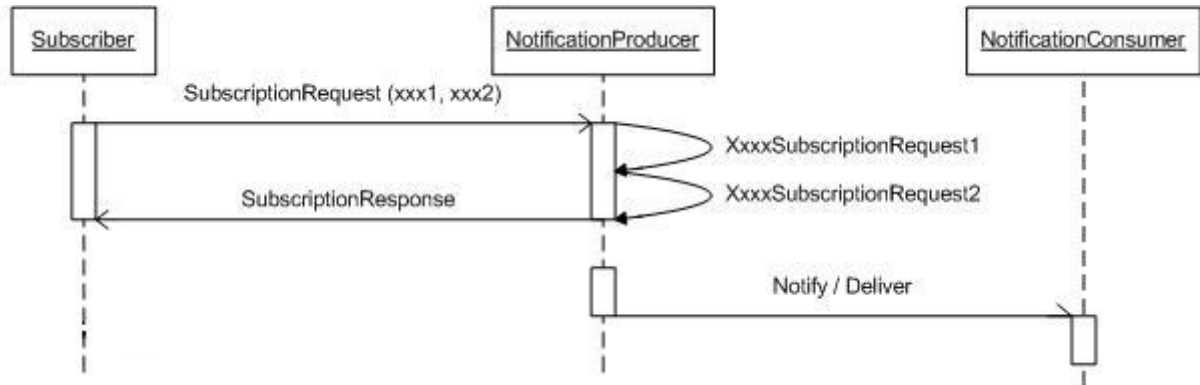 Subscriber
NotificationProducer
NotificationConsumer
SubscriptionRequest (xxx1, xxx2)
XxxxSubscriptionRequest1
SubscriptionResponse
XxxxSubscriptionRequest2
Notify / Deliver